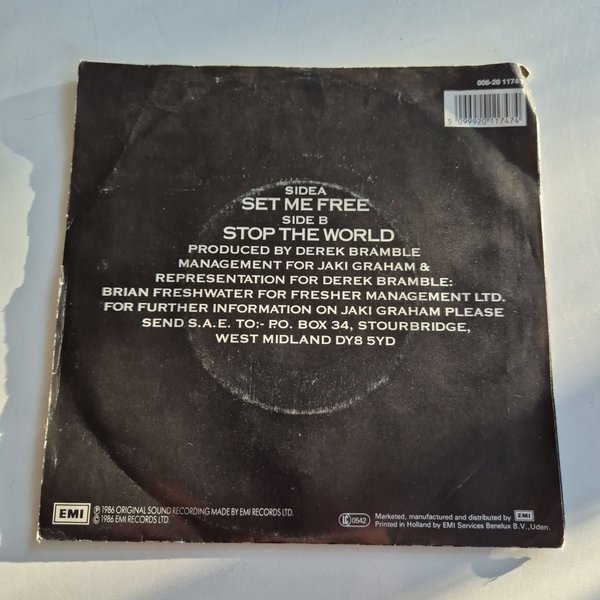 006-20 1174
5 099920 117474
SIDE A
SET ME FREE
SIDE B
STOP THE WORLD
PRODUCED BY DEREK BRAMBLE
MANAGEMENT FOR JAKI GRAHAM &
REPRESENTATION FOR DEREK BRAMBLE:
BRIAN FRESHWATER FOR FRESHER MANAGEMENT LTD.
FOR FURTHER INFORMATION ON JAKI GRAHAM PLEASE
SEND S.A.E. TO:- P.O. BOX 34, STOURBRIDGE,
WEST MIDLAND DY8 5YD
EMI
℗ 1986 ORIGINAL SOUND RECORDING MADE BY EMI RECORDS LTD.
© 1986 EMI RECORDS LTD.
LC 0542
Marketed, manufactured and distributed by EMI
Printed in Holland by EMI Services Benelux B.V., Uden.